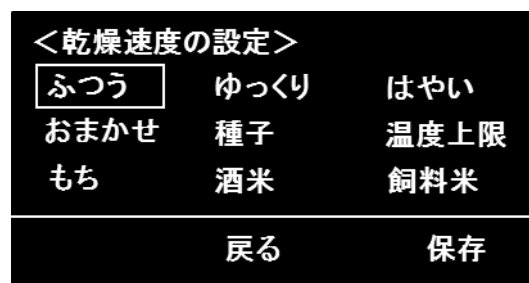 ＜乾燥速度の設定＞
ふつう ゆっくり はやい
おまかせ 種子 温度上限
もち 酒米 飼料米
戻る 保存